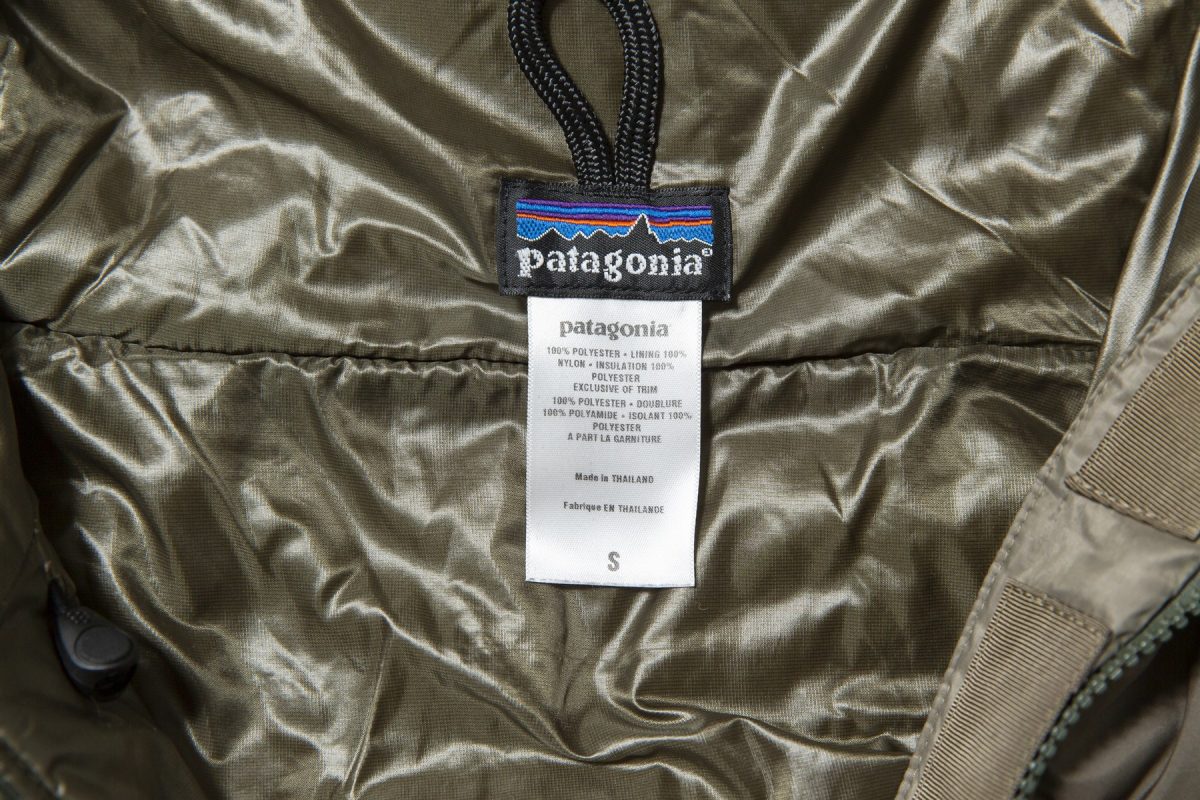 patagonia®
patagonia
100% POLYESTER • LINING 100%
NYLON • INSULATION 100%
POLYESTER
EXCLUSIVE OF TRIM
100% POLYESTER • DOUBLURE
100% POLYAMIDE • ISOLANT 100%
POLYESTER
A PART LA GARNITURE
Made in THAILAND
Fabriqué EN THAILANDE
S